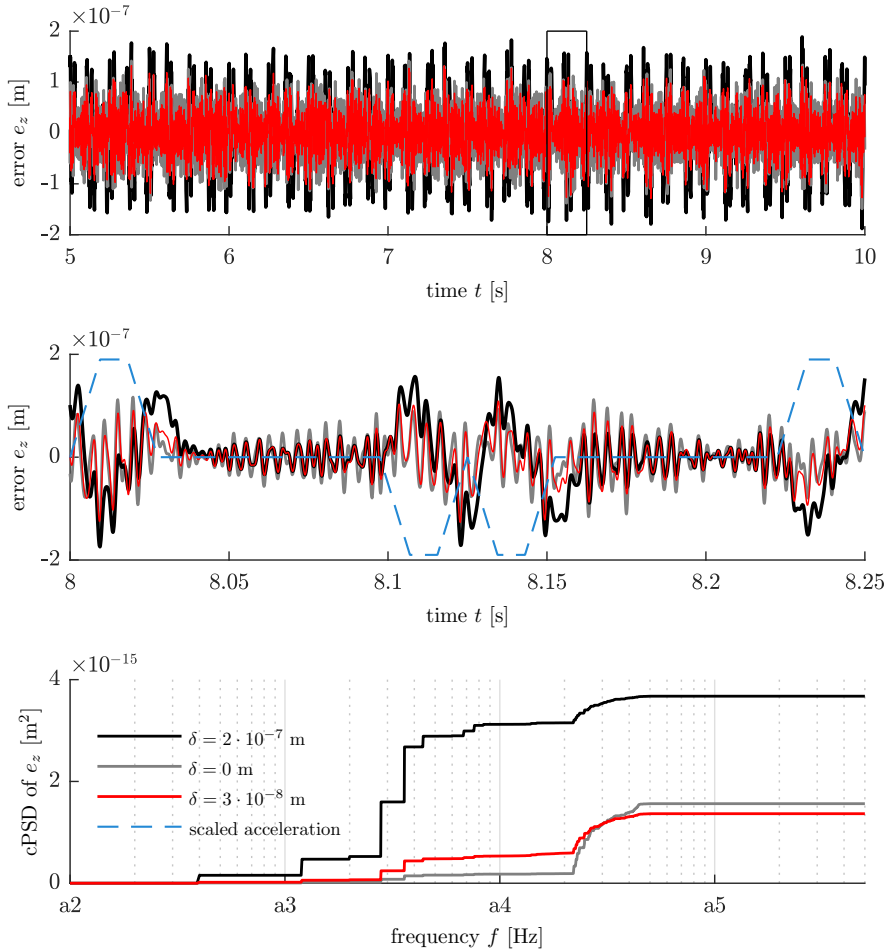 ×10⁻⁷
2
1
0
-1
-2
error e_z [m]
5 6 7 8 9 10
time t [s]
×10⁻⁷
2
0
-2
error e_z [m]
8 8.05 8.1 8.15 8.2 8.25
time t [s]
×10⁻¹⁵
4
2
0
cPSD of e_z [m²]
δ = 2 · 10⁻⁷ m
δ = 0 m
δ = 3 · 10⁻⁸ m
scaled acceleration
a2 a3 a4 a5
frequency f [Hz]